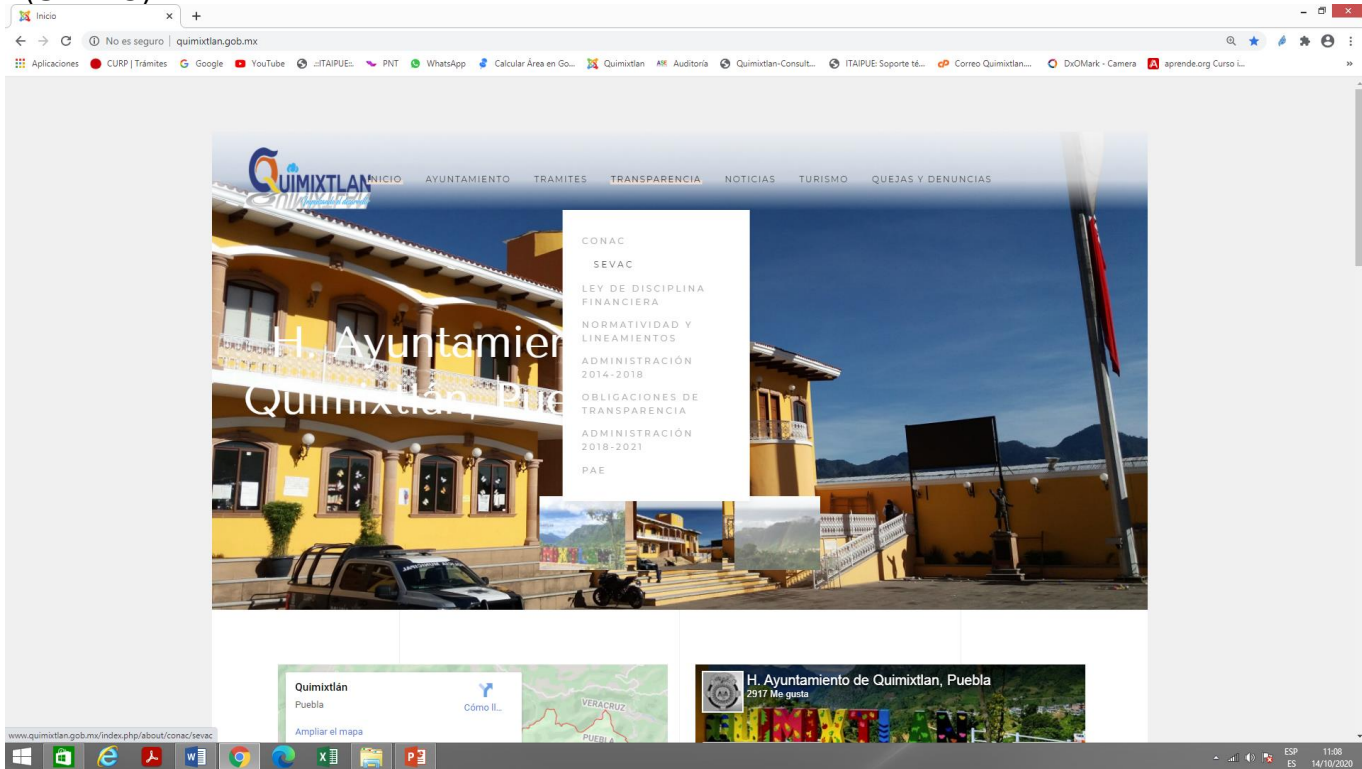 Inicio
No es seguro | quimixtlan.gob.mx
Aplicaciones CURP | Trámites Google YouTube .::ITAIPUE::. PNT WhatsApp Calcular Área en Go... Quimixtlan Auditoría Quimixtlan-Consult... ITAIPUE: Soporte té... Correo Quimixtlan.... DxOMark - Camera aprende.org Curso i...
QUIMIXTLAN
INICIO AYUNTAMIENTO TRAMITES TRANSPARENCIA NOTICIAS TURISMO QUEJAS Y DENUNCIAS
CONAC
SEVAC
LEY DE DISCIPLINA
FINANCIERA
NORMATIVIDAD Y
LINEAMIENTOS
ADMINISTRACIÓN
2014-2018
OBLIGACIONES DE
TRANSPARENCIA
ADMINISTRACIÓN
2018-2021
PAE
H. Ayuntamien
Quimixtlán, Pue
Quimixtlán
Puebla
Cómo ll...
Ampliar el mapa
VERACRUZ
PUEBLA
H. Ayuntamiento de Quimixtlan, Puebla
2917 Me gusta
www.quimixtlan.gob.mx/index.php/about/conac/sevac
ESP 11:08
ES 14/10/2020